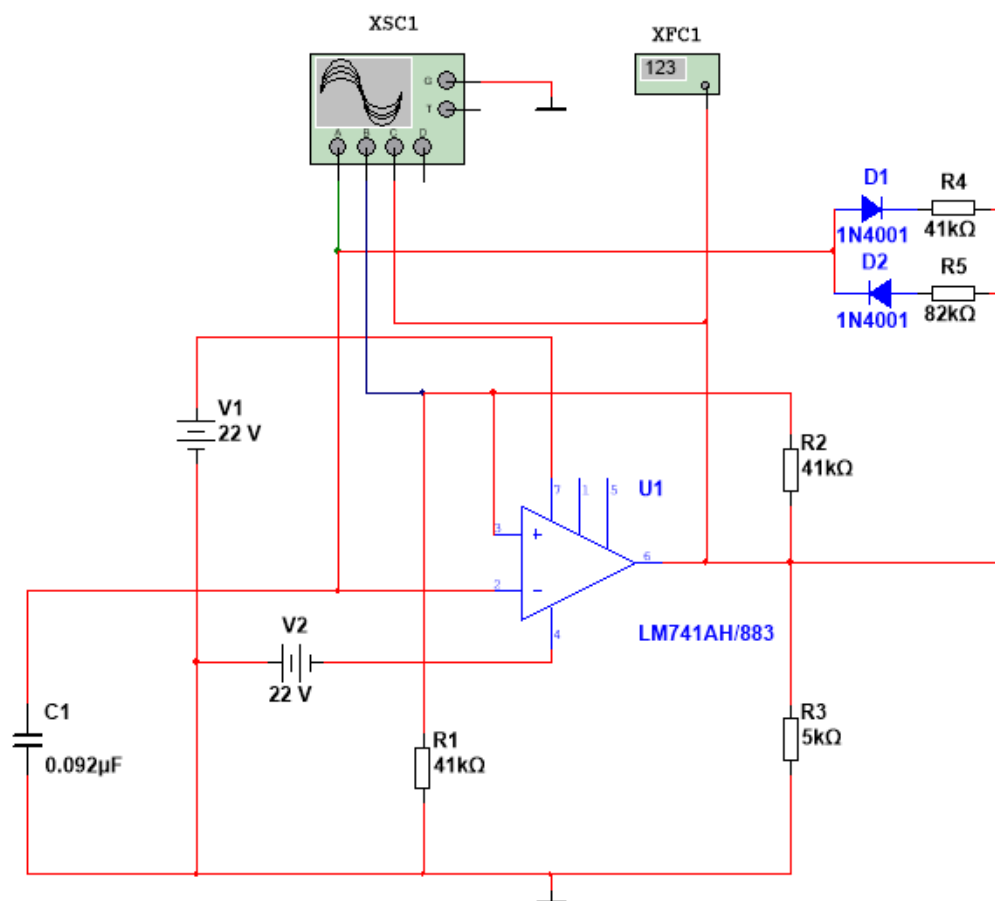 XSC1
XFC1
123
G
T
A B C D
D1
R4
1N4001
41kΩ
D2
R5
1N4001
82kΩ
V1
22 V
R2
41kΩ
7
1
5
U1
3
+
6
2
−
4
LM741AH/883
V2
22 V
C1
0.092µF
R1
41kΩ
R3
5kΩ